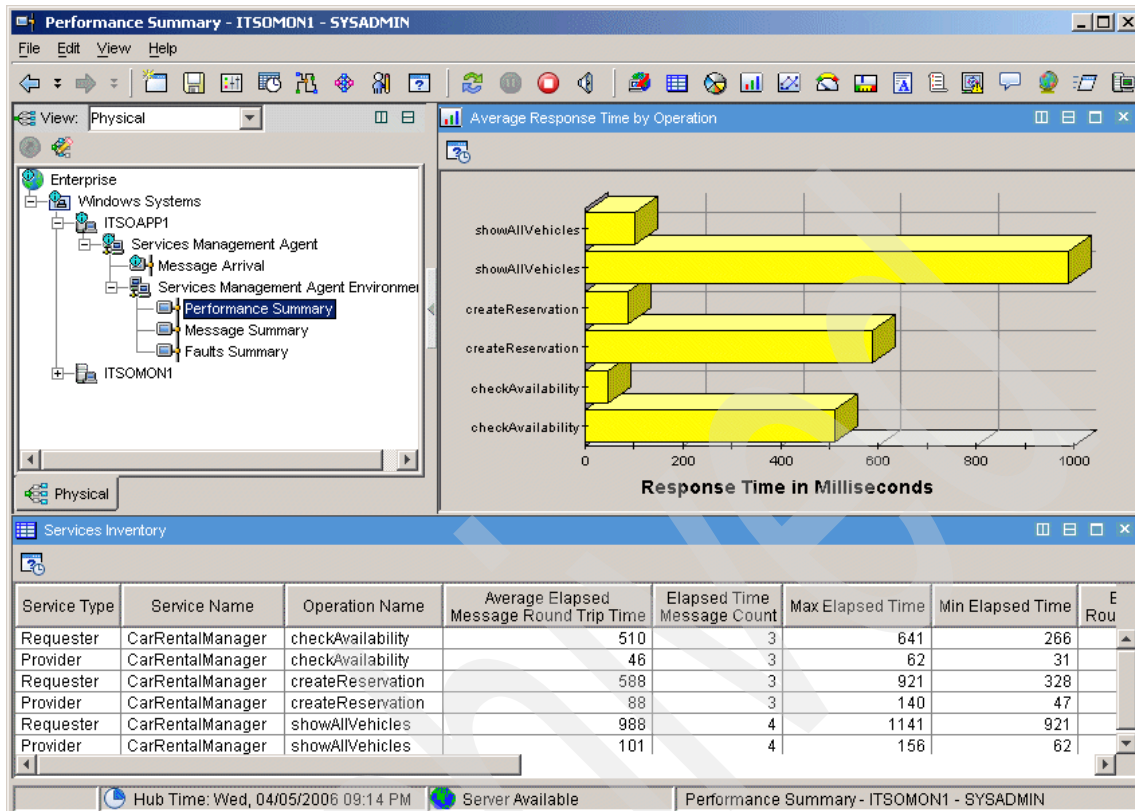 Performance Summary - ITSOMON1 - SYSADMIN
File Edit View Help
View: Physical
Enterprise
Windows Systems
ITSOAPP1
Services Management Agent
Message Arrival
Services Management Agent Environmen
Performance Summary
Message Summary
Faults Summary
ITSOMON1
Physical
Average Response Time by Operation
showAllVehicles
showAllVehicles
createReservation
createReservation
checkAvailability
checkAvailability
0 200 400 600 800 1000
Response Time in Milliseconds
Services Inventory
Service Type Service Name Operation Name Average Elapsed Message Round Trip Time Elapsed Time Message Count Max Elapsed Time Min Elapsed Time E Rou
Requester CarRentalManager checkAvailability 510 3 641 266
Provider CarRentalManager checkAvailability 46 3 62 31
Requester CarRentalManager createReservation 588 3 921 328
Provider CarRentalManager createReservation 88 3 140 47
Requester CarRentalManager showAllVehicles 988 4 1141 921
Provider CarRentalManager showAllVehicles 101 4 156 62
Hub Time: Wed, 04/05/2006 09:14 PM Server Available Performance Summary - ITSOMON1 - SYSADMIN